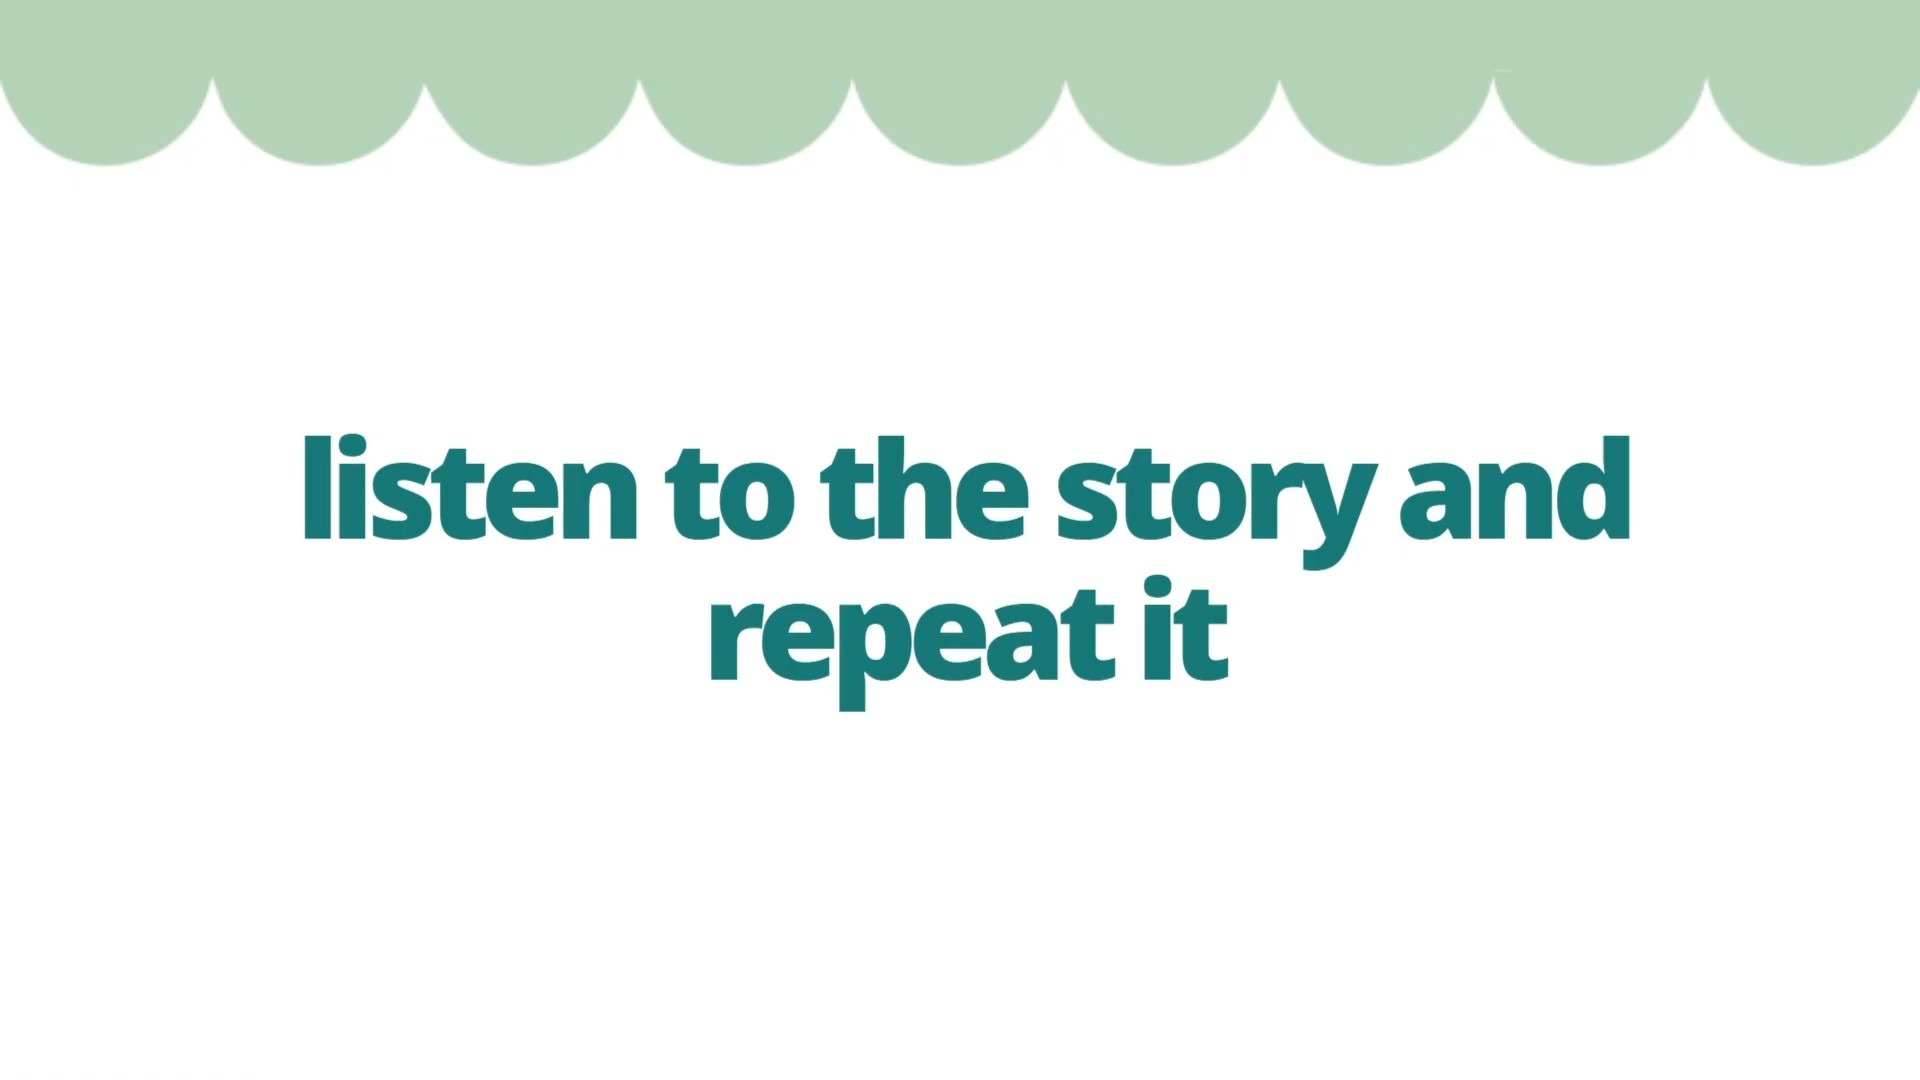 listen to the story and
repeat it